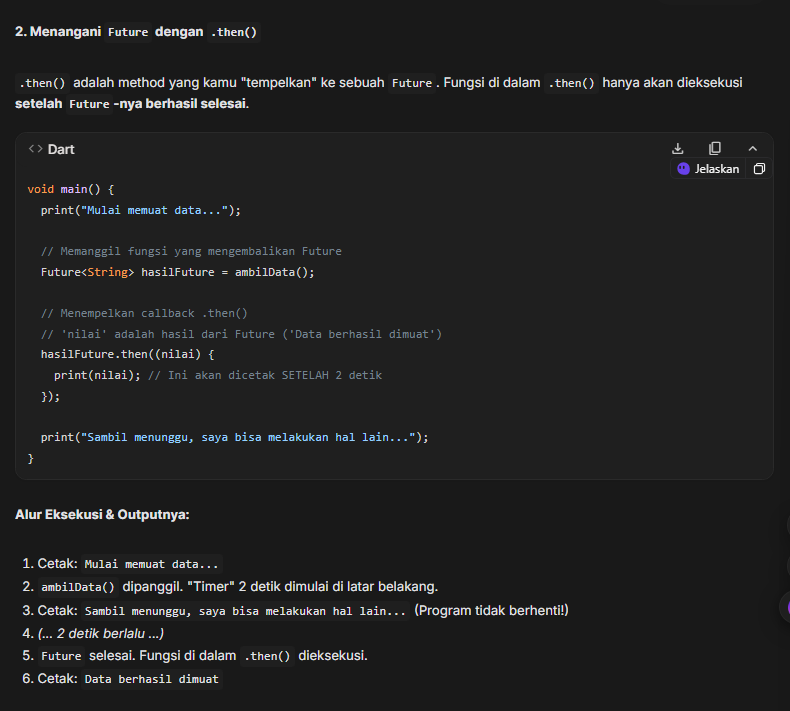 2. Menangani Future dengan .then()
.then() adalah method yang kamu "tempelkan" ke sebuah Future. Fungsi di dalam .then() hanya akan dieksekusi
setelah Future-nya berhasil selesai.
<> Dart
Jelaskan
void main() {
  print("Mulai memuat data...");
  // Memanggil fungsi yang mengembalikan Future
  Future<String> hasilFuture = ambilData();
  // Menempelkan callback .then()
  // 'nilai' adalah hasil dari Future ('Data berhasil dimuat')
  hasilFuture.then((nilai) {
    print(nilai); // Ini akan dicetak SETELAH 2 detik
  });
  print("Sambil menunggu, saya bisa melakukan hal lain...");
}
Alur Eksekusi & Outputnya:
1. Cetak: Mulai memuat data...
2. ambilData() dipanggil. "Timer" 2 detik dimulai di latar belakang.
3. Cetak: Sambil menunggu, saya bisa melakukan hal lain... (Program tidak berhenti!)
4. (... 2 detik berlalu ...)
5. Future selesai. Fungsi di dalam .then() dieksekusi.
6. Cetak: Data berhasil dimuat